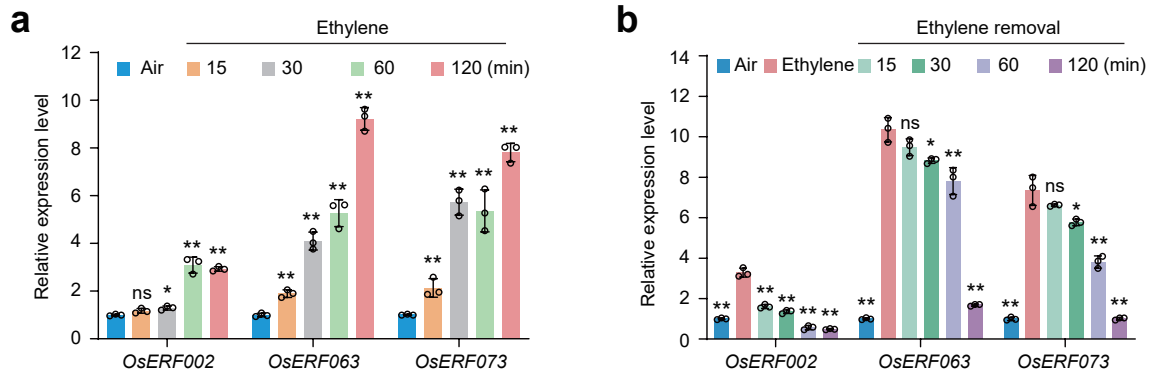 a
Ethylene
Relative expression level
12
10
8
6
4
2
0
Air 15 30 60 120 (min)
ns * ** **
** ** ** **
** ** ** **
OsERF002 OsERF063 OsERF073
b
Ethylene removal
Relative expression level
14
12
10
8
6
4
2
0
Air Ethylene 15 30 60 120 (min)
** ** ** ** **
** ns * **
** ns * ** **
OsERF002 OsERF063 OsERF073